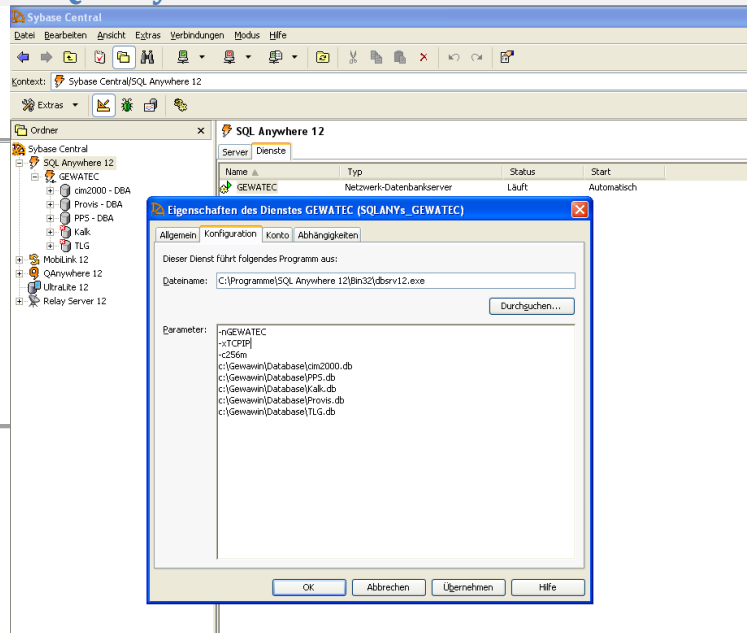 Sybase Central
Datei Bearbeiten Ansicht Extras Verbindungen Modus Hilfe
Kontext: Sybase Central/SQL Anywhere 12
Extras
Ordner x
SQL Anywhere 12
Server Dienste
Name Typ Status Start
GEWATEC Netzwerk-Datenbankserver Läuft Automatisch
Sybase Central
SQL Anywhere 12
GEWATEC
cim2000 - DBA
Provis - DBA
PPS - DBA
Kalk
TLG
MobiLink 12
QAnywhere 12
UltraLite 12
Relay Server 12
Eigenschaften des Dienstes GEWATEC (SQLANYs_GEWATEC)
Allgemein Konfiguration Konto Abhängigkeiten
Dieser Dienst führt folgendes Programm aus:
Dateiname: C:\Programme\SQL Anywhere 12\Bin32\dbsrv12.exe
Durchsuchen...
Parameter:
-nGEWATEC
-xTCPIP
-c256m
c:\Gewawin\Database\cim2000.db
c:\Gewawin\Database\PPS.db
c:\Gewawin\Database\Kalk.db
c:\Gewawin\Database\Provis.db
c:\Gewawin\Database\TLG.db
OK Abbrechen Übernehmen Hilfe